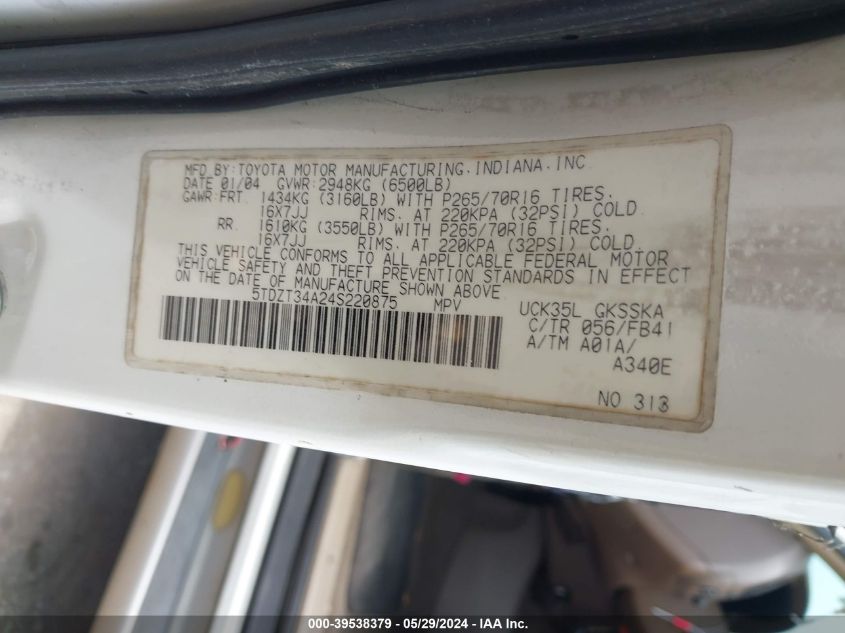 MFD BY:TOYOTA MOTOR MANUFACTURING.INDIANA.INC
DATE 01/04 GVWR:2948KG (6500LB)
GAWR:FRT. 1434KG (3160LB) WITH P265/70R16 TIRES.
16X7JJ RIMS. AT 220KPA (32PSI) COLD.
RR. 1610KG (3550LB) WITH P265/70R16 TIRES.
16X7JJ RIMS. AT 220KPA (32PSI) COLD.
THIS VEHICLE CONFORMS TO ALL APPLICABLE FEDERAL MOTOR
VEHICLE SAFETY AND THEFT PREVENTION STANDARDS IN EFFECT
ON THE DATE OF MANUFACTURE SHOWN ABOVE.
5TDZT34A24S220875 MPV
UCK35L GKSSKA
C/TR 056/FB41
A/TM A01A/
A340E
NO 313
000-39538379 - 05/29/2024 - IAA Inc.